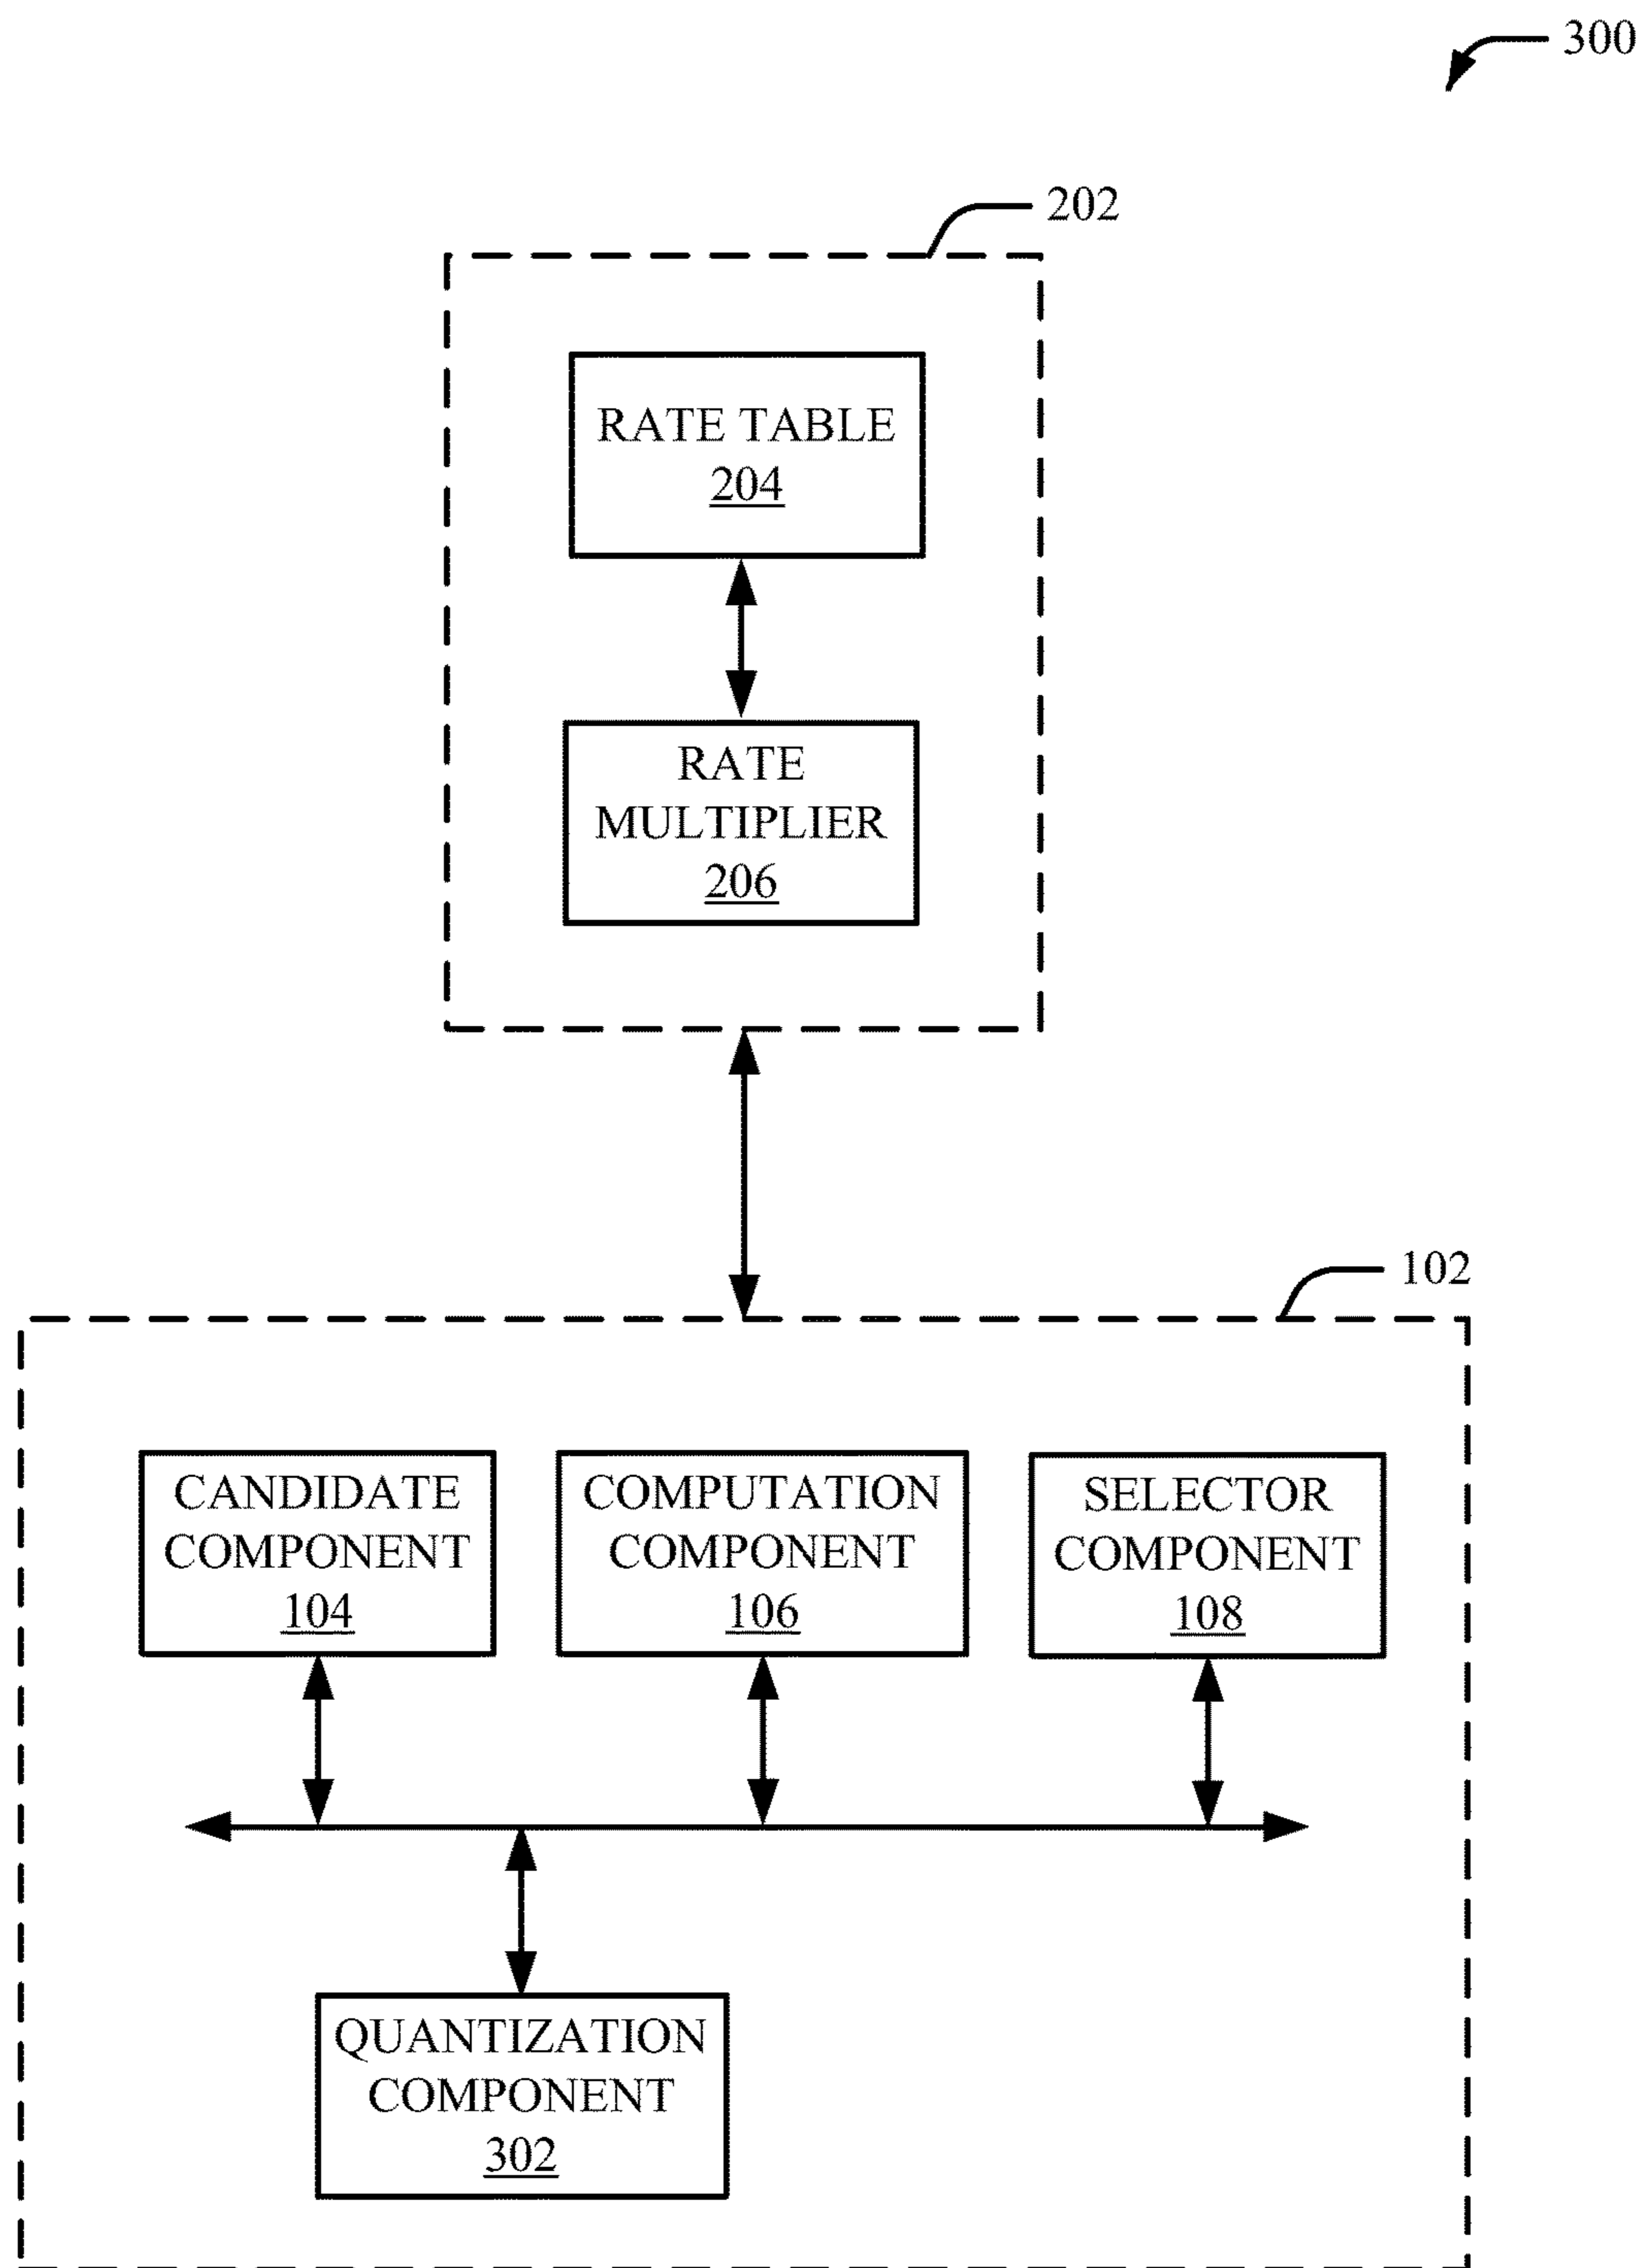 300
202
RATE TABLE
204
RATE
MULTIPLIER
206
102
CANDIDATE
COMPONENT
104
COMPUTATION
COMPONENT
106
SELECTOR
COMPONENT
108
QUANTIZATION
COMPONENT
302